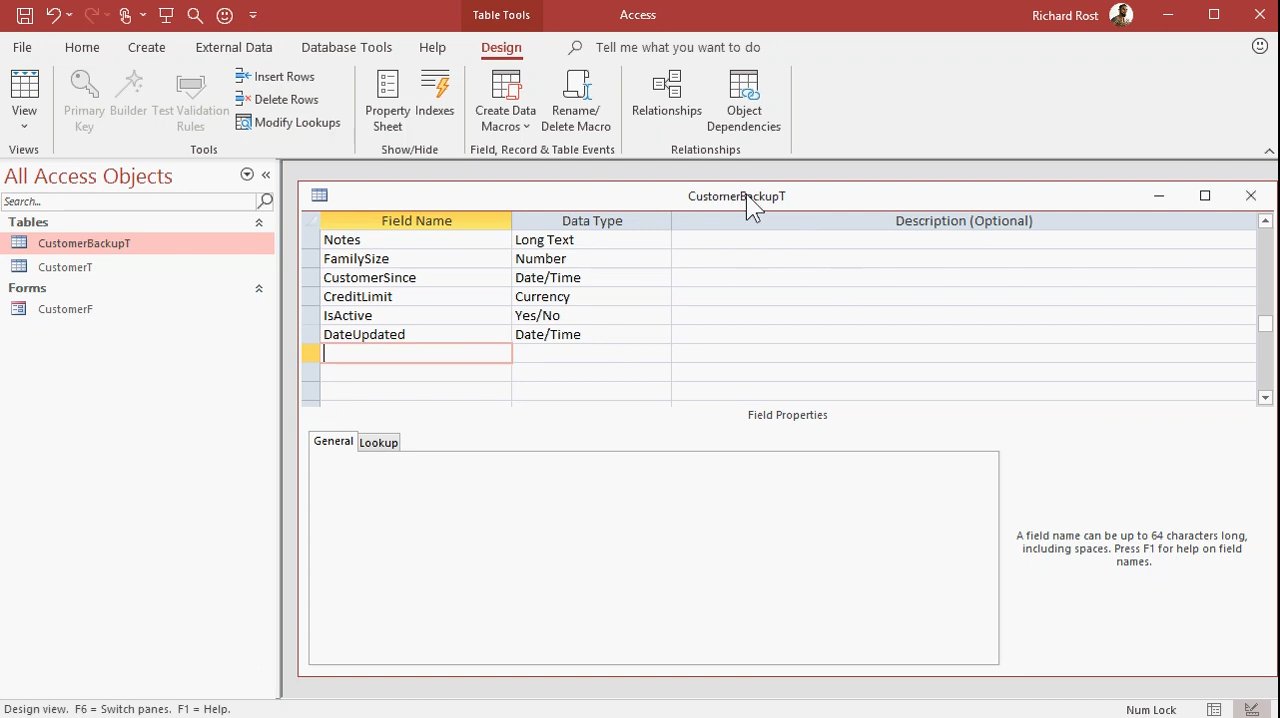 Table Tools
Access
Richard Rost
File
Home
Create
External Data
Database Tools
Help
Design
Tell me what you want to do
View
Primary Key
Builder
Test Validation Rules
Insert Rows
Delete Rows
Modify Lookups
Property Sheet
Indexes
Create Data Macros
Rename/ Delete Macro
Relationships
Object Dependencies
Views
Tools
Show/Hide
Field, Record & Table Events
Relationships
All Access Objects
Search...
Tables
CustomerBackupT
CustomerT
Forms
CustomerF
CustomerBackupT
Field Name Data Type Description (Optional)
Notes Long Text
FamilySize Number
CustomerSince Date/Time
CreditLimit Currency
IsActive Yes/No
DateUpdated Date/Time
Field Properties
General Lookup
A field name can be up to 64 characters long,
including spaces. Press F1 for help on field
names.
Design view. F6 = Switch panes. F1 = Help.
Num Lock